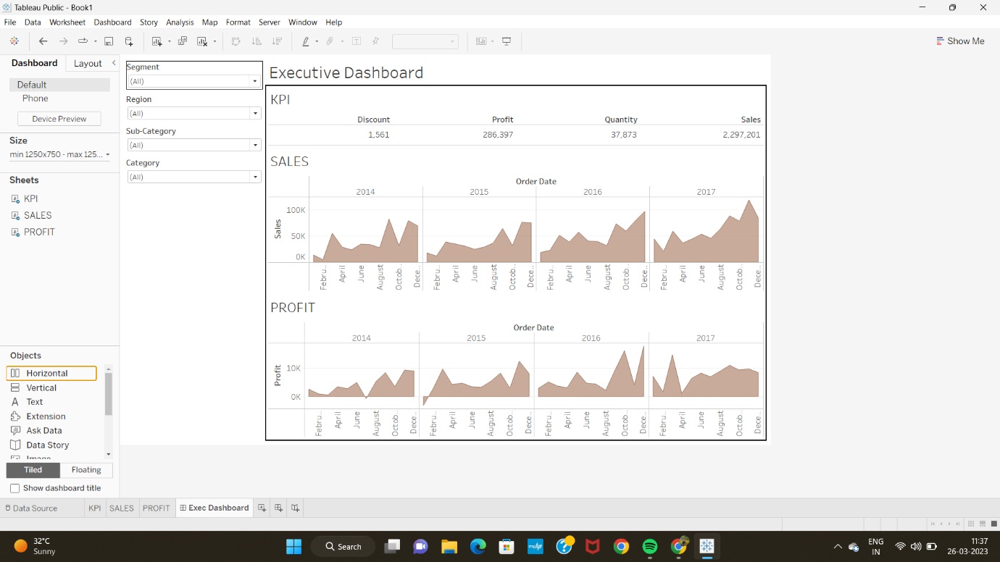 Tableau Public - Book1
File Data Worksheet Dashboard Story Analysis Map Format Server Window Help
Show Me
Dashboard Layout
Default
Phone
Device Preview
Size
min 1250x750 - max 125...
Sheets
KPI
SALES
PROFIT
Objects
Horizontal
Vertical
Text
Extension
Ask Data
Data Story
Image
Tiled Floating
Show dashboard title
Segment
(All)
Region
(All)
Sub-Category
(All)
Category
(All)
Executive Dashboard
KPI
Discount Profit Quantity Sales
1,561 286,397 37,873 2,297,201
SALES
Order Date
2014 2015 2016 2017
Sales
100K
50K
0K
Febru.. April June August Octob.. Dece.. Febru.. April June August Octob.. Dece.. Febru.. April June August Octob.. Dece.. Febru.. April June August Octob.. Dece..
PROFIT
Order Date
2014 2015 2016 2017
Profit
10K
0K
Febru.. April June August Octob.. Dece.. Febru.. April June August Octob.. Dece.. Febru.. April June August Octob.. Dece.. Febru.. April June August Octob.. Dece..
Data Source KPI SALES PROFIT Exec Dashboard
32°C
Sunny
Search
myhp
ENG
IN
11:37
26-03-2023